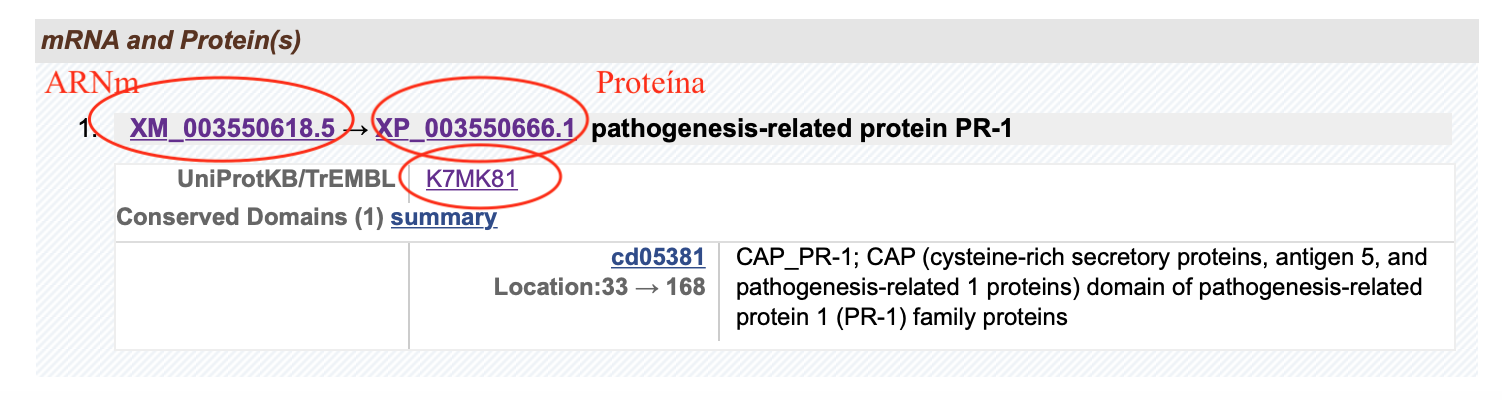 mRNA and Protein(s)
ARNm Proteína
1. XM_003550618.5 → XP_003550666.1 pathogenesis-related protein PR-1
UniProtKB/TrEMBL K7MK81
Conserved Domains (1) summary
cd05381 CAP_PR-1; CAP (cysteine-rich secretory proteins, antigen 5, and
Location:33 → 168 pathogenesis-related 1 proteins) domain of pathogenesis-related
protein 1 (PR-1) family proteins